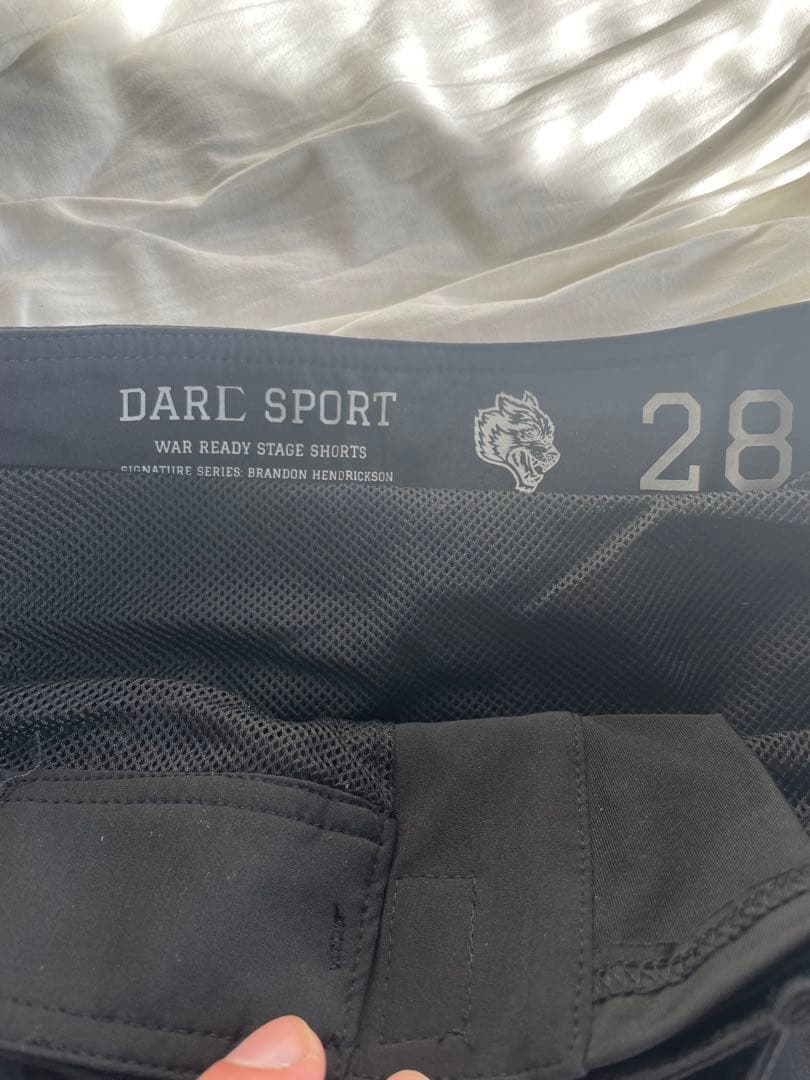 DARC SPORT
WAR READY STAGE SHORTS
SIGNATURE SERIES: BRANDON HENDRICKSON
28